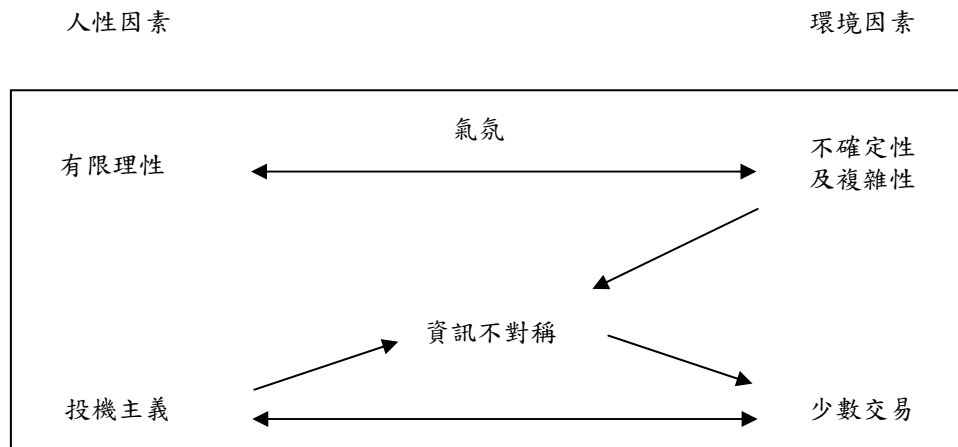 人性因素
環境因素
氣氛
有限理性
不確定性
及複雜性
資訊不對稱
投機主義
少數交易